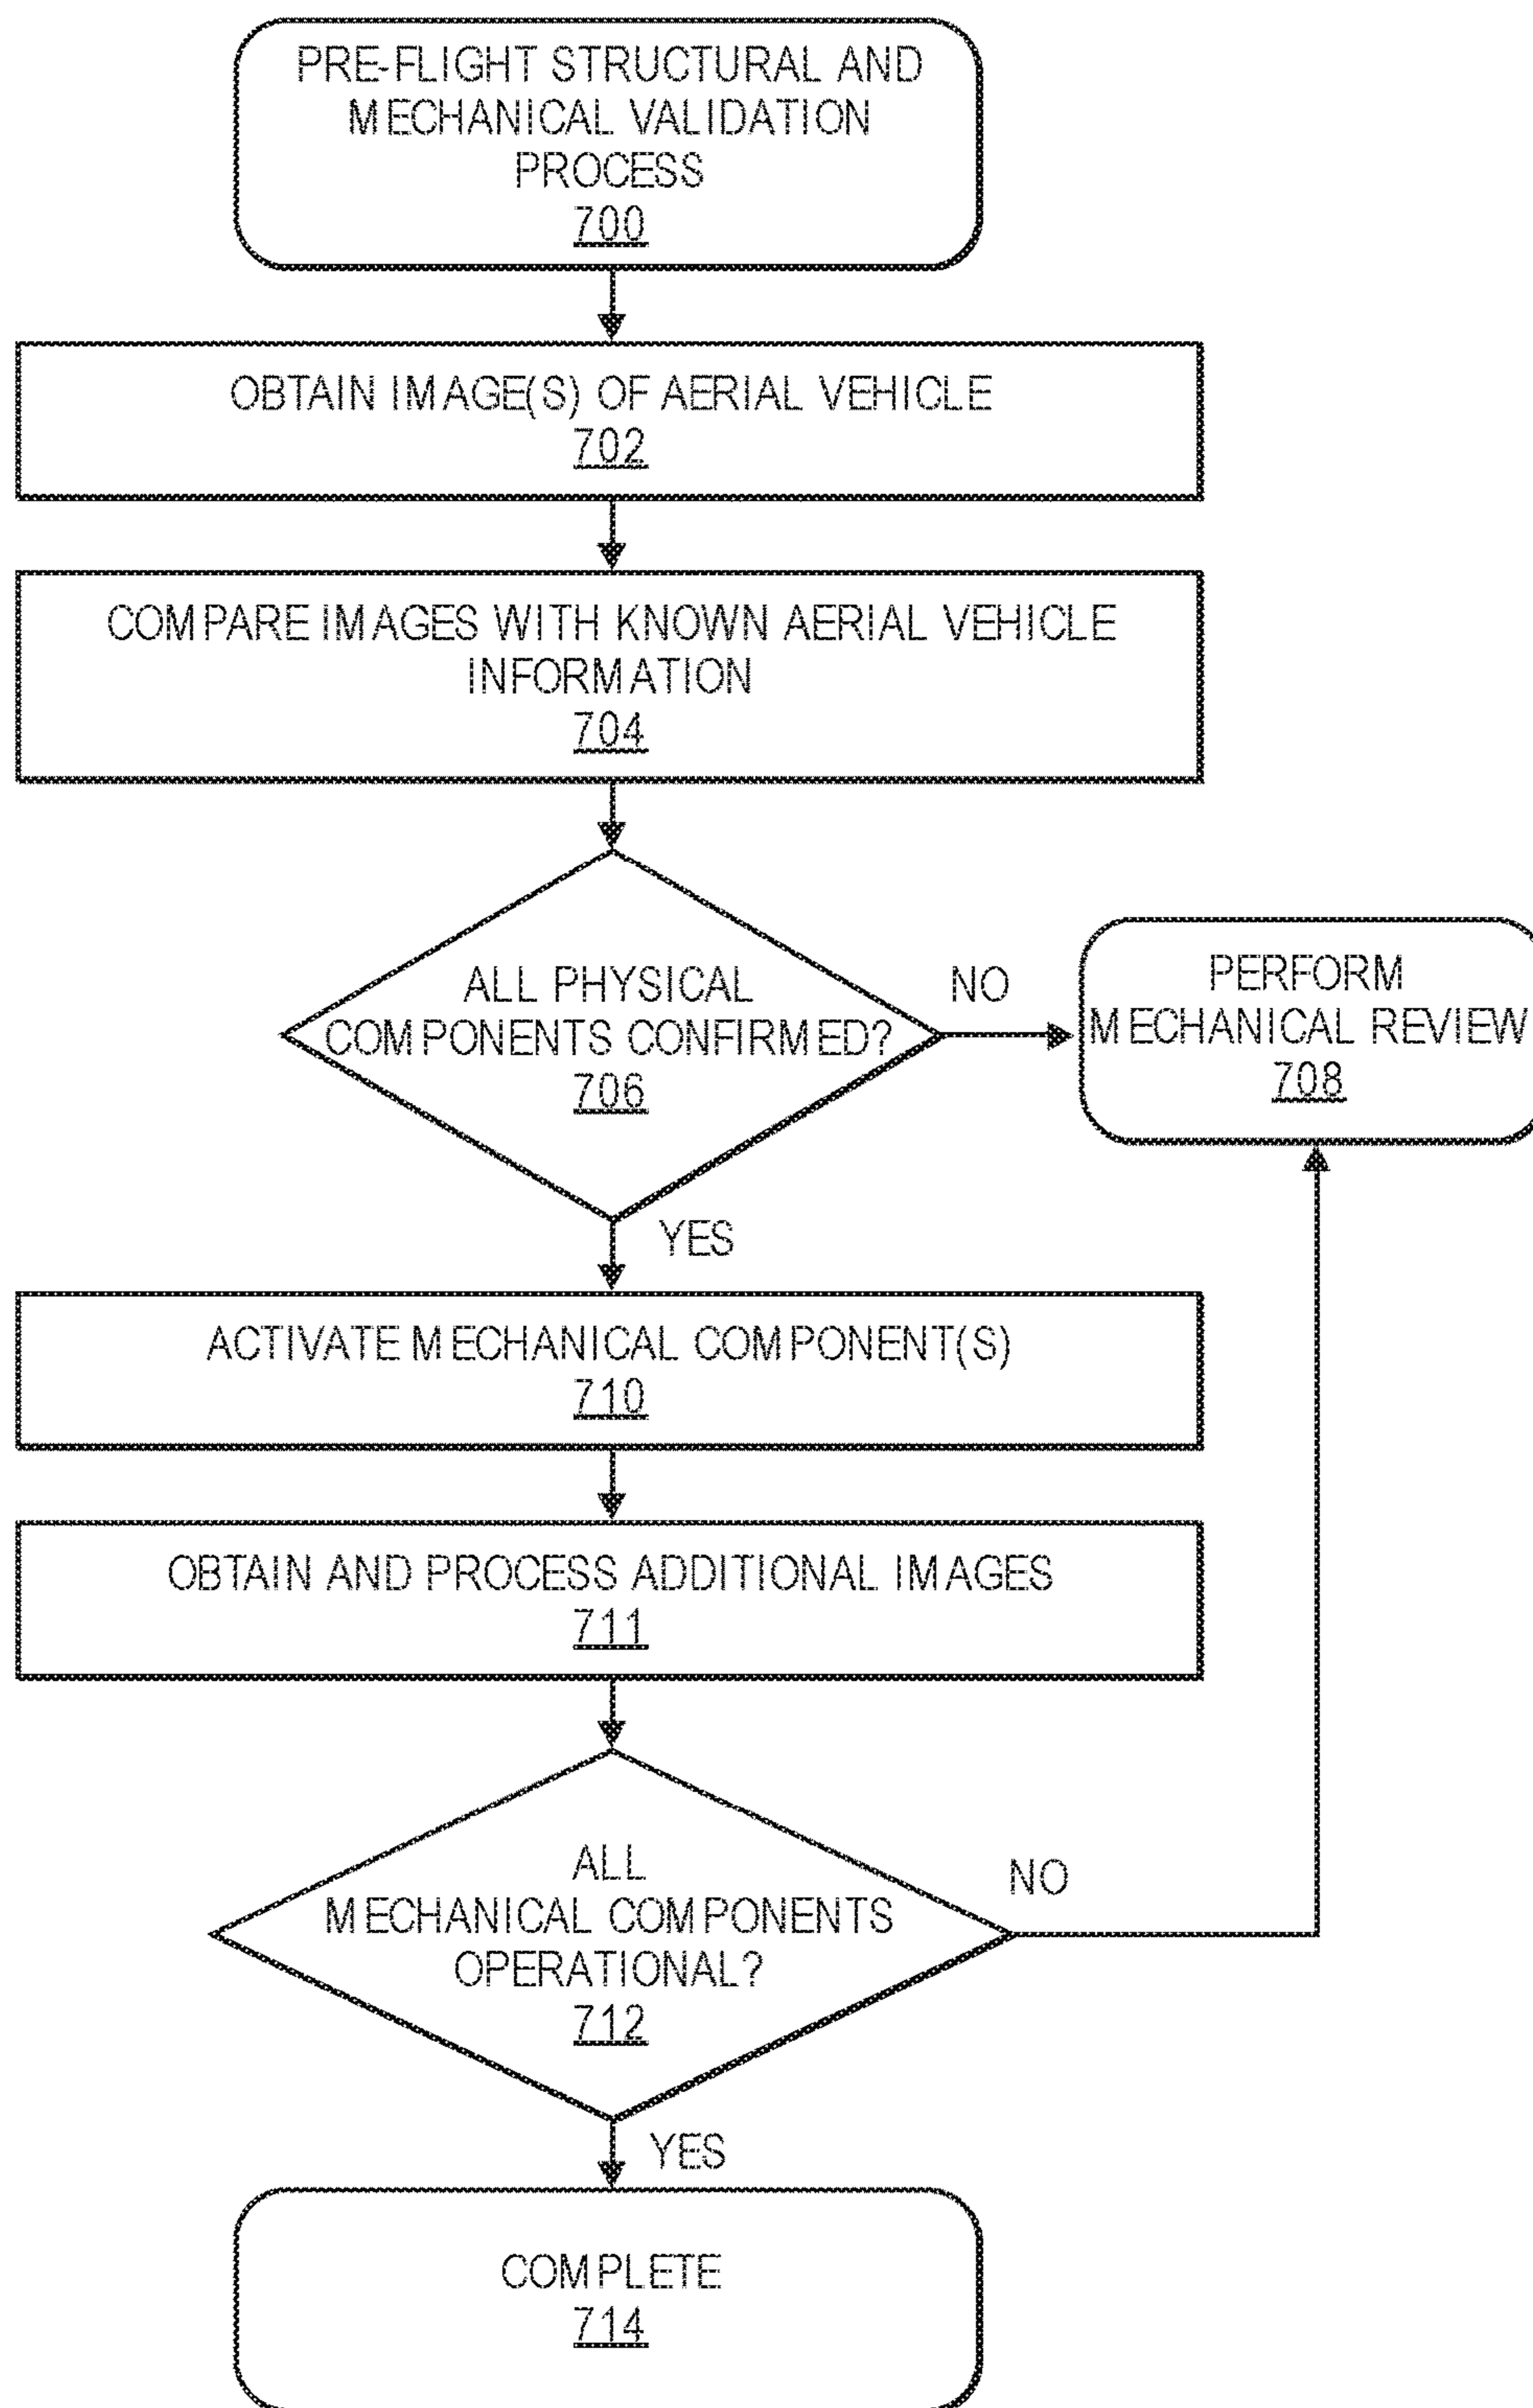 PRE-FLIGHT STRUCTURAL AND
MECHANICAL VALIDATION
PROCESS
700
OBTAIN IMAGE(S) OF AERIAL VEHICLE
702
COMPARE IMAGES WITH KNOWN AERIAL VEHICLE
INFORMATION
704
ALL PHYSICAL
COMPONENTS CONFIRMED?
706
NO
PERFORM
MECHANICAL REVIEW
708
YES
ACTIVATE MECHANICAL COMPONENT(S)
710
OBTAIN AND PROCESS ADDITIONAL IMAGES
711
ALL
MECHANICAL COMPONENTS
OPERATIONAL?
712
NO
YES
COMPLETE
714